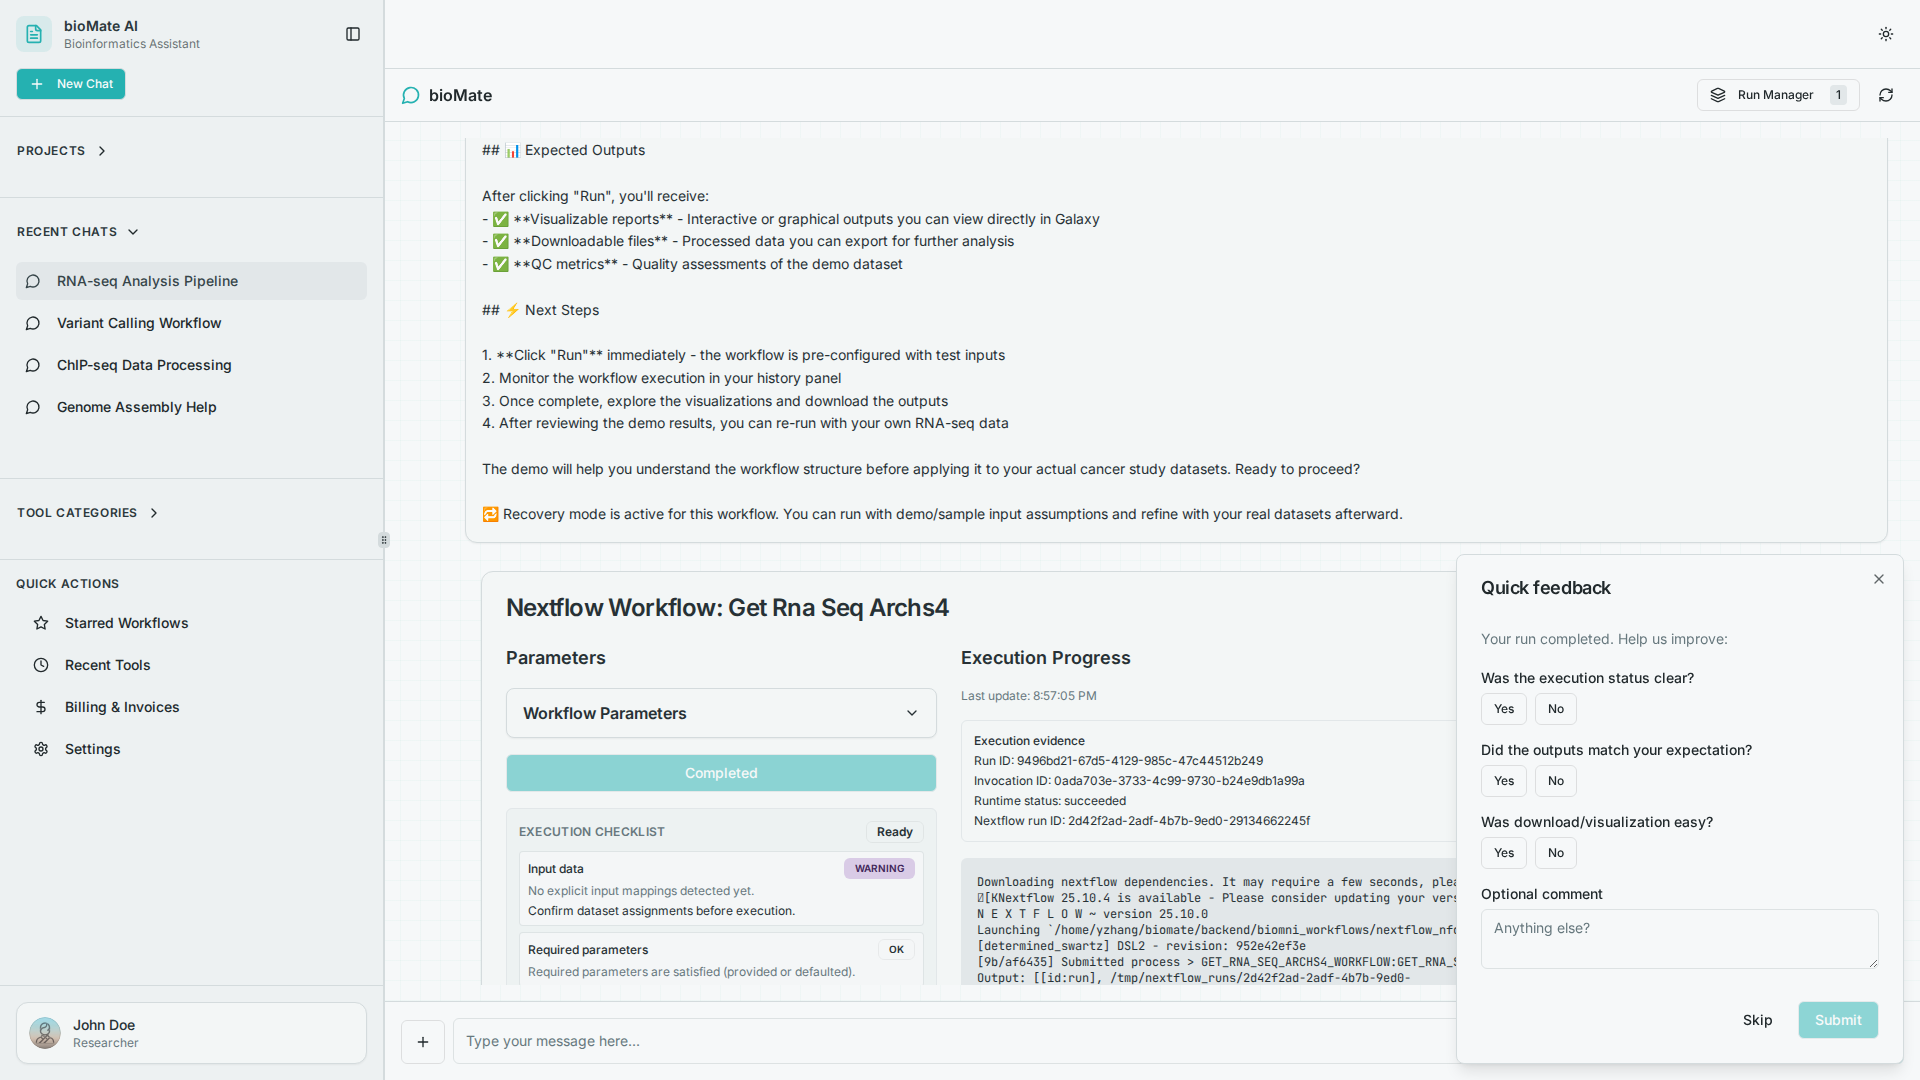 bioMate AI
Bioinformatics Assistant
New Chat
PROJECTS
RECENT CHATS
RNA-seq Analysis Pipeline
Variant Calling Workflow
ChIP-seq Data Processing
Genome Assembly Help
TOOL CATEGORIES
QUICK ACTIONS
Starred Workflows
Recent Tools
Billing & Invoices
Settings
John Doe
Researcher
bioMate
Run Manager 1
## 📊 Expected Outputs
After clicking "Run", you'll receive:
- ✅ **Visualizable reports** - Interactive or graphical outputs you can view directly in Galaxy
- ✅ **Downloadable files** - Processed data you can export for further analysis
- ✅ **QC metrics** - Quality assessments of the demo dataset
## ⚡ Next Steps
1. **Click "Run"** immediately - the workflow is pre-configured with test inputs
2. Monitor the workflow execution in your history panel
3. Once complete, explore the visualizations and download the outputs
4. After reviewing the demo results, you can re-run with your own RNA-seq data
The demo will help you understand the workflow structure before applying it to your actual cancer study datasets. Ready to proceed?
🔁 Recovery mode is active for this workflow. You can run with demo/sample input assumptions and refine with your real datasets afterward.
Nextflow Workflow: Get Rna Seq Archs4
Parameters
Workflow Parameters
Completed
EXECUTION CHECKLIST
Ready
Input data
WARNING
No explicit input mappings detected yet.
Confirm dataset assignments before execution.
Required parameters
OK
Required parameters are satisfied (provided or defaulted).
Execution Progress
Last update: 8:57:05 PM
Execution evidence
Run ID: 9496bd21-67d5-4129-985c-47c44512b249
Invocation ID: 0ada703e-3733-4c99-9730-b24e9db1a99a
Runtime status: succeeded
Nextflow run ID: 2d42f2ad-2adf-4b7b-9ed0-29134662245f
Downloading nextflow dependencies. It may require a few seconds, plea
[KNextflow 25.10.4 is available - Please consider updating your vers
N E X T F L O W ~ version 25.10.0
Launching `/home/yzhang/biomate/backend/biomni_workflows/nextflow_nfc
[determined_swartz] DSL2 - revision: 952e42ef3e
[9b/af6435] Submitted process > GET_RNA_SEQ_ARCHS4_WORKFLOW:GET_RNA_S
Output: [[id:run], /tmp/nextflow_runs/2d42f2ad-2adf-4b7b-9ed0-
Type your message here...
Quick feedback
Your run completed. Help us improve:
Was the execution status clear?
Yes No
Did the outputs match your expectation?
Yes No
Was download/visualization easy?
Yes No
Optional comment
Anything else?
Skip
Submit